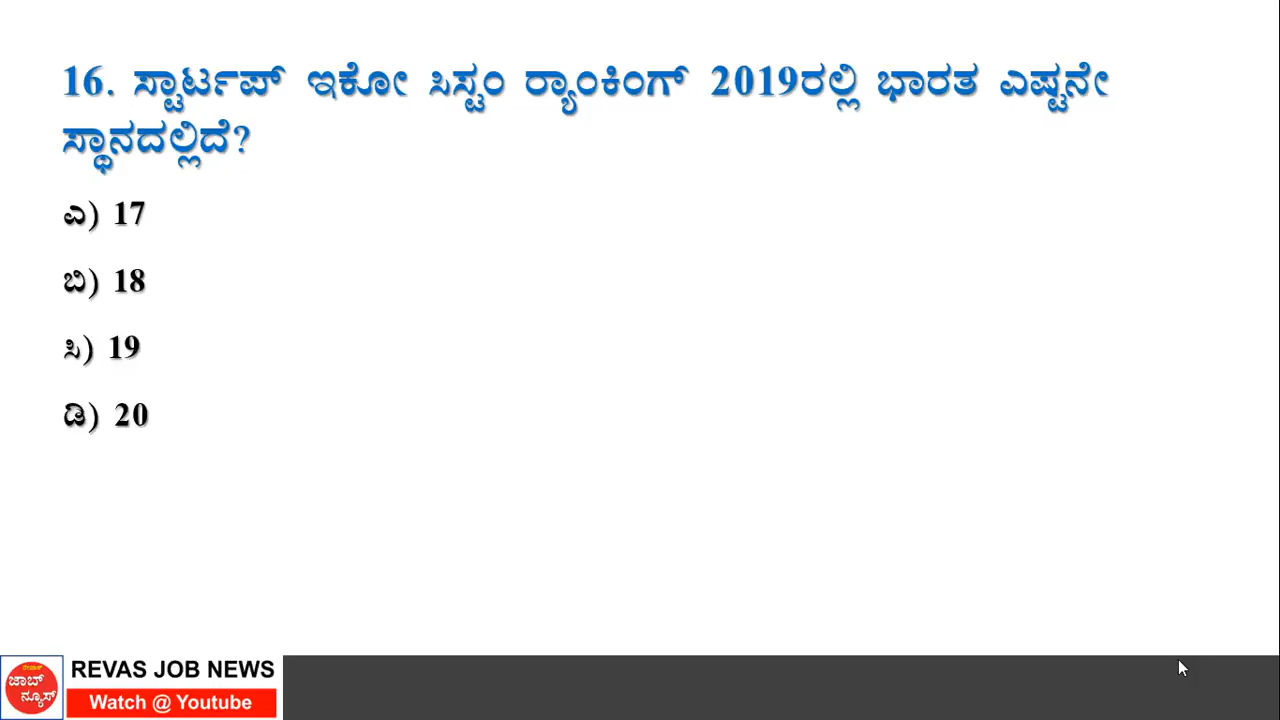 16. ಸ್ಟಾರ್ಟಪ್ ಇಕೋ ಸಿಸ್ಟಂ ರ‍್ಯಾಂಕಿಂಗ್ 2019ರಲ್ಲಿ ಭಾರತ ಎಷ್ಟನೇ
ಸ್ಥಾನದಲ್ಲಿದೆ?
ಎ) 17
ಬಿ) 18
ಸಿ) 19
ಡಿ) 20
ರೇವಾಸ್
ಜಾಬ್
ನ್ಯೂಸ್
REVAS JOB NEWS
Watch @ Youtube